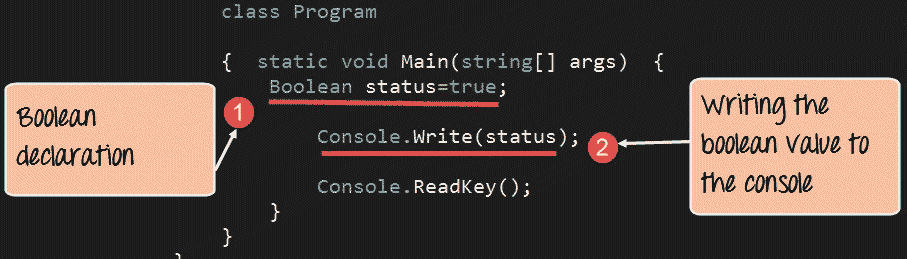 class Program
{ static void Main(string[] args) {
Boolean status=true;
Console.Write(status);
Console.ReadKey();
}
}
}
Boolean
declaration
1
2
Writing the
boolean value to
the console